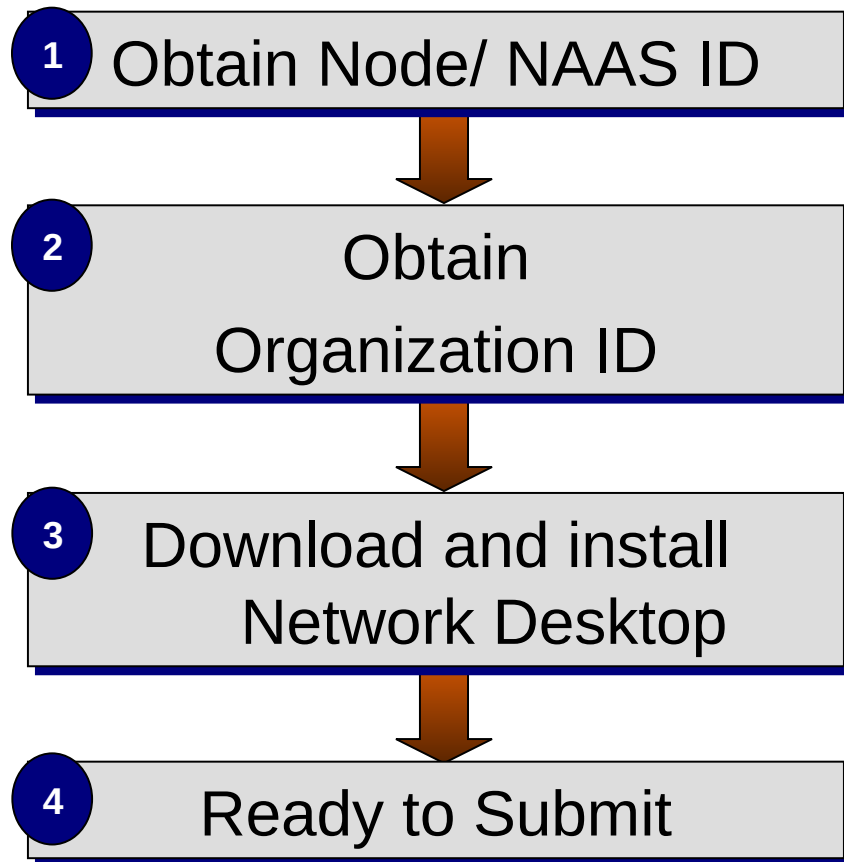 1
Obtain Node/ NAAS ID
2
Obtain
Organization ID
3
Download and install
Network Desktop
4
Ready to Submit